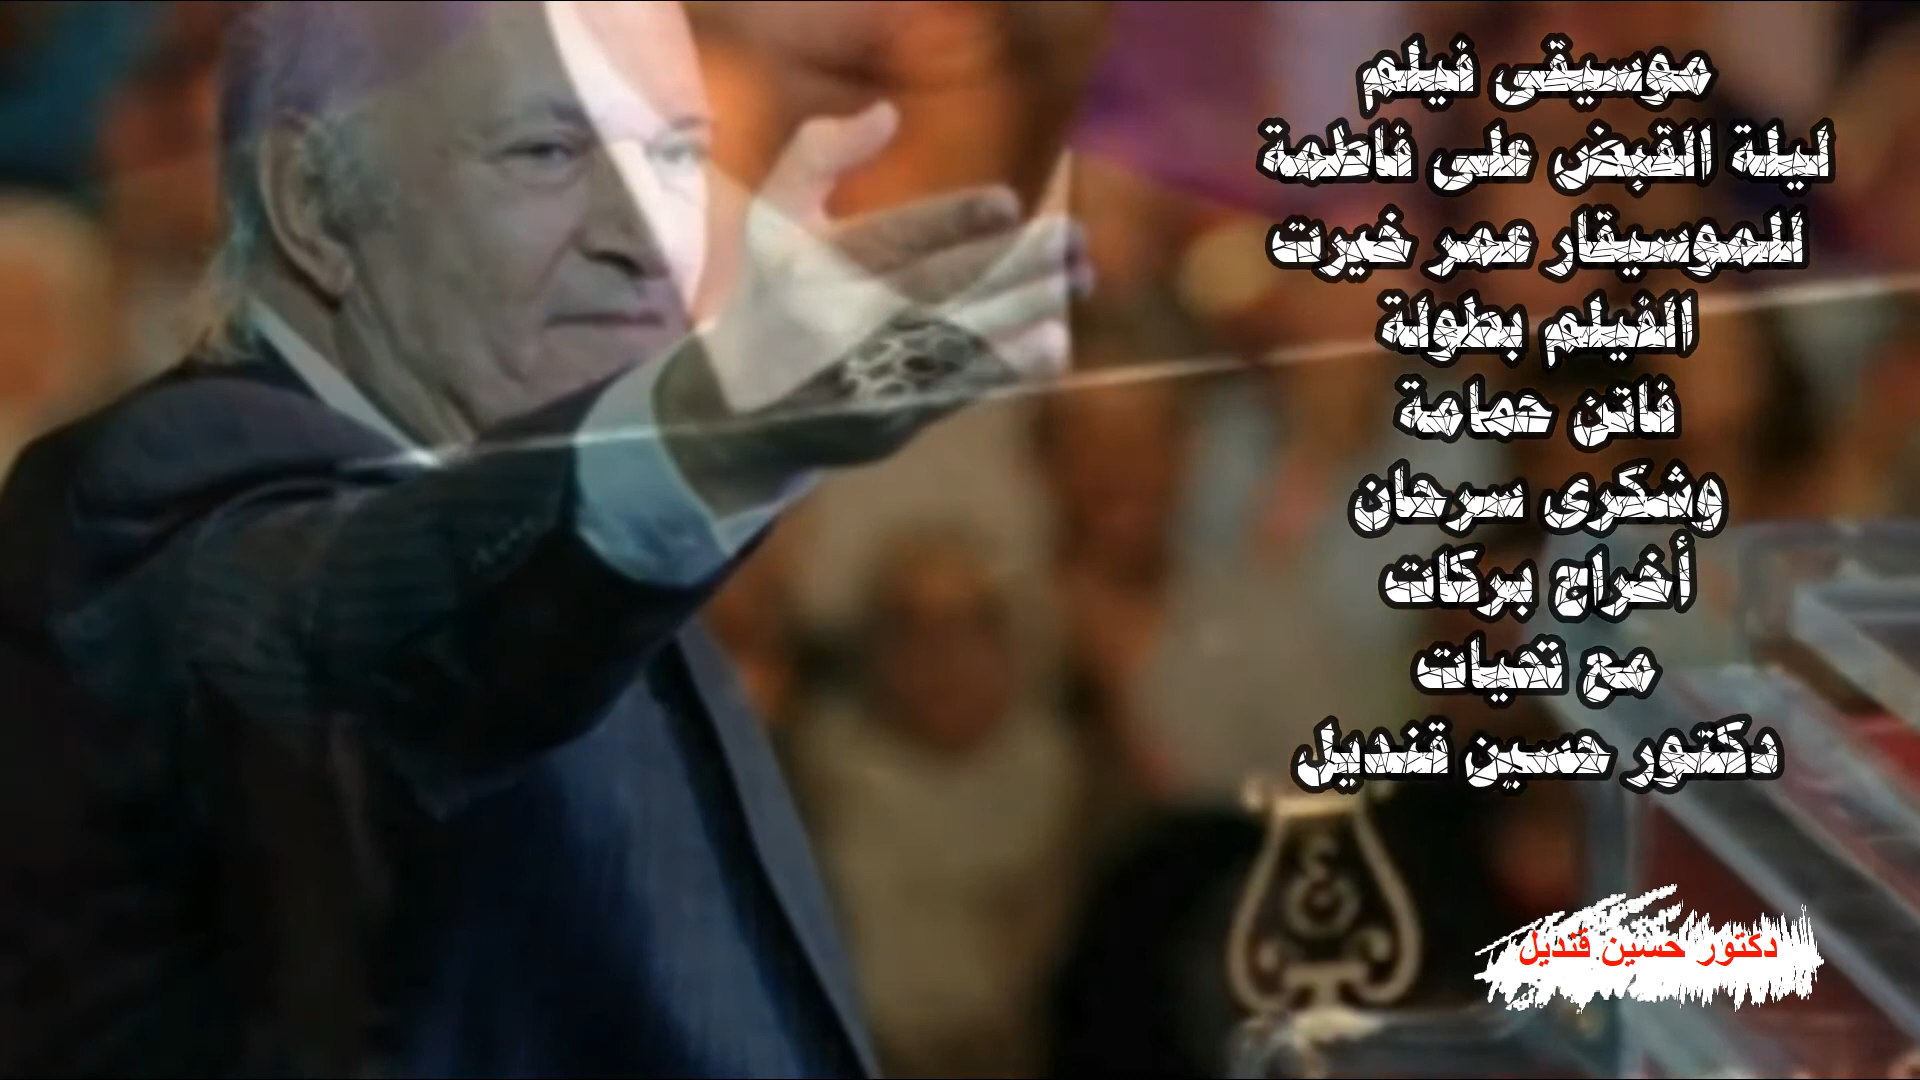 موسيقى فيلم
ليلة القبض على فاطمة
للموسيقار عمر خيرت
الفيلم بطولة
فاتن حمامة
وشكرى سرحان
أخراج بركات
مع تحيات
دكتور حسين قنديل
دكتور حسين قنديل